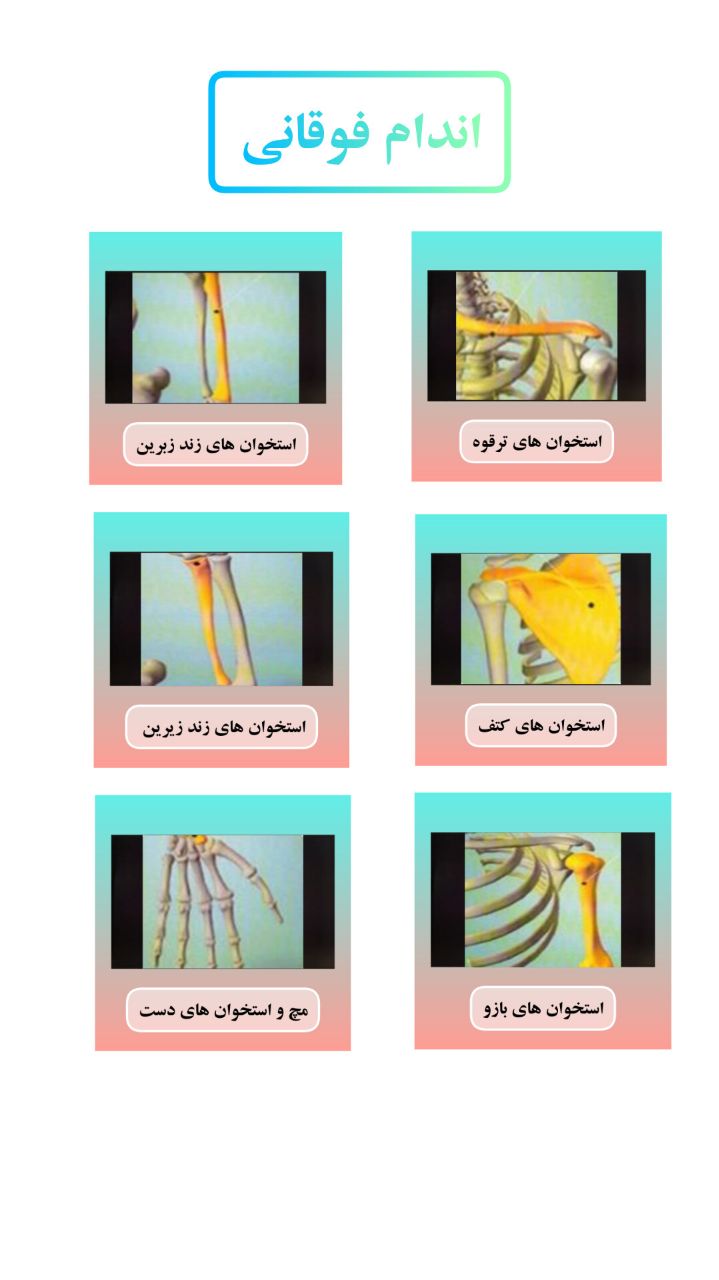 اندام فوقانی
استخوان های ترقوه
استخوان های زند زبرین
استخوان های کتف
استخوان های زند زیرین
استخوان های بازو
مچ و استخوان های دست